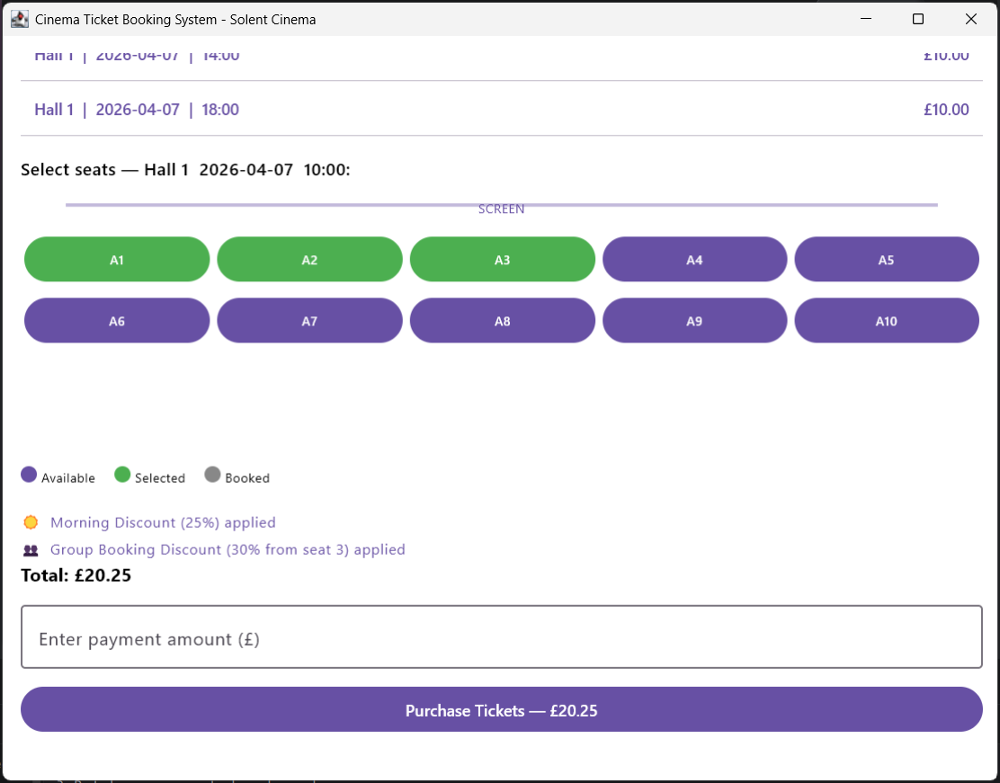 Cinema Ticket Booking System - Solent Cinema
Hall 1 | 2026-04-07 | 14:00 £10.00
Hall 1 | 2026-04-07 | 18:00 £10.00
Select seats — Hall 1 2026-04-07 10:00:
SCREEN
A1 A2 A3 A4 A5
A6 A7 A8 A9 A10
Available Selected Booked
Morning Discount (25%) applied
Group Booking Discount (30% from seat 3) applied
Total: £20.25
Enter payment amount (£)
Purchase Tickets — £20.25